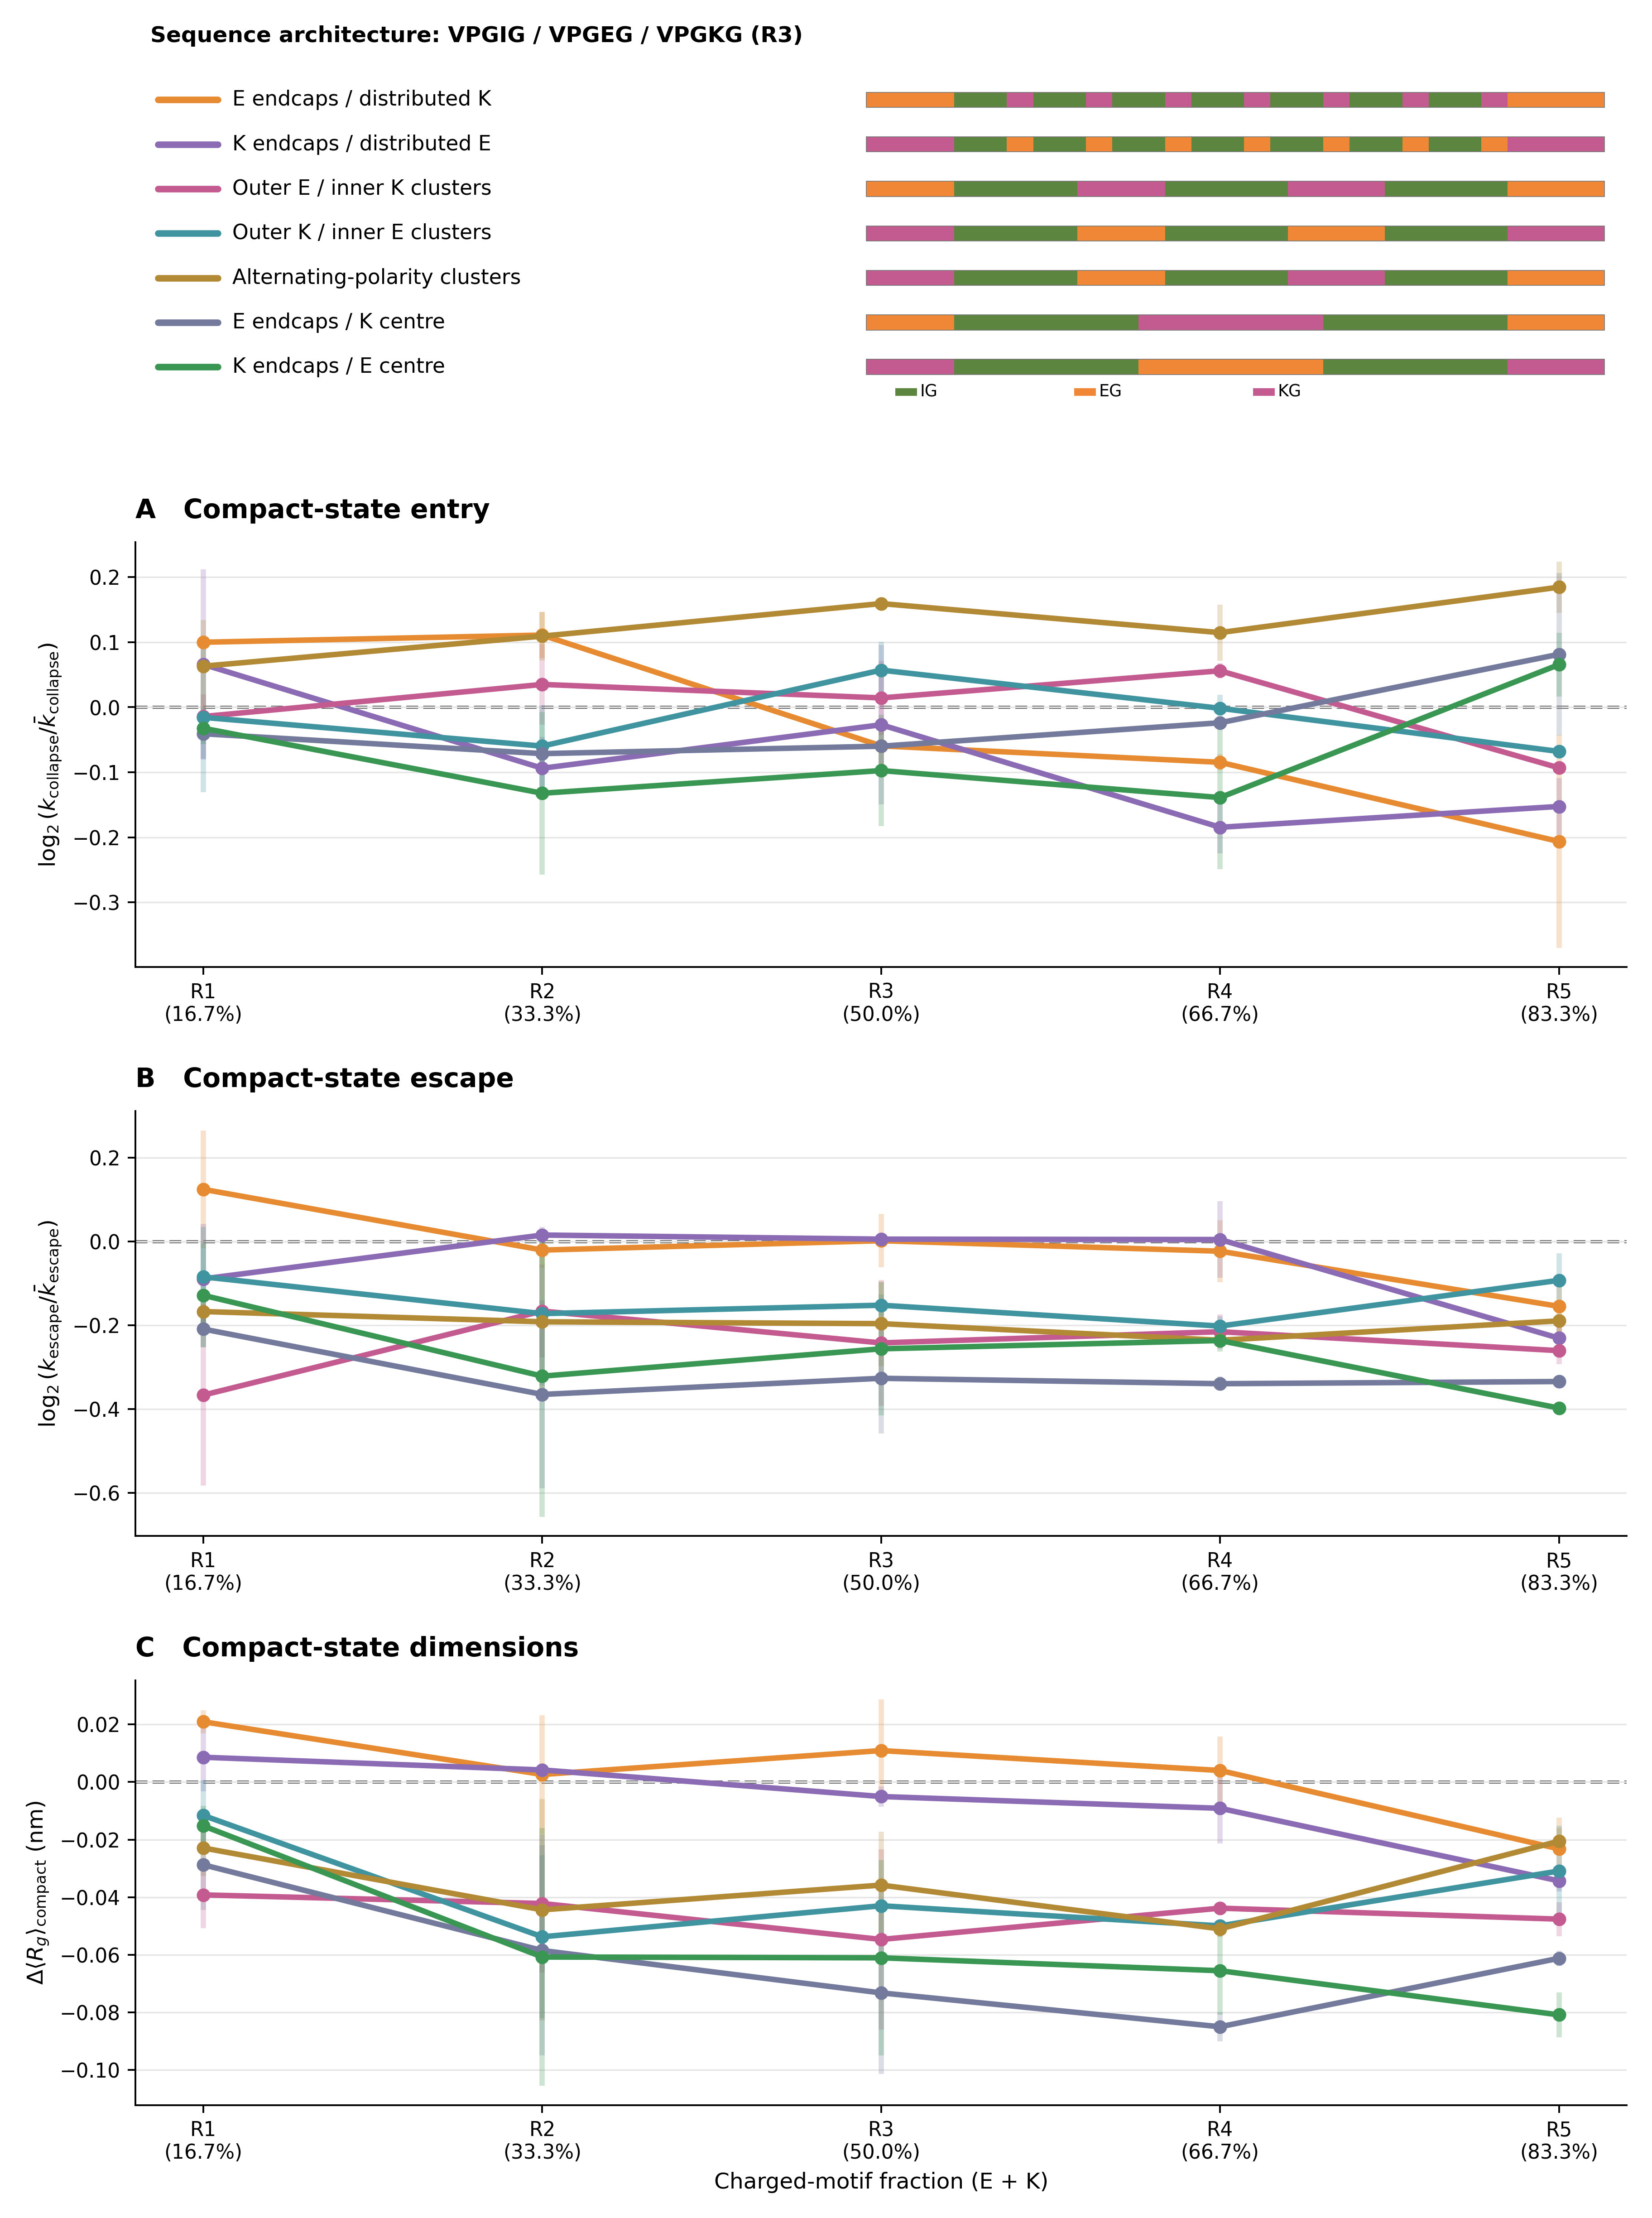 Sequence architecture: VPGIG / VPGEG / VPGKG (R3)
E endcaps / distributed K
K endcaps / distributed E
Outer E / inner K clusters
Outer K / inner E clusters
Alternating-polarity clusters
E endcaps / K centre
K endcaps / E centre
IG EG KG
A Compact-state entry
log₂ (k_collapse/k̄_collapse)
0.2
0.1
0.0
−0.1
−0.2
−0.3
R1 R2 R3 R4 R5
(16.7%) (33.3%) (50.0%) (66.7%) (83.3%)
B Compact-state escape
log₂ (k_escape/k̄_escape)
0.2
0.0
−0.2
−0.4
−0.6
R1 R2 R3 R4 R5
(16.7%) (33.3%) (50.0%) (66.7%) (83.3%)
C Compact-state dimensions
Δ⟨R_g⟩_compact (nm)
0.02
0.00
−0.02
−0.04
−0.06
−0.08
−0.10
R1 R2 R3 R4 R5
(16.7%) (33.3%) (50.0%) (66.7%) (83.3%)
Charged-motif fraction (E + K)